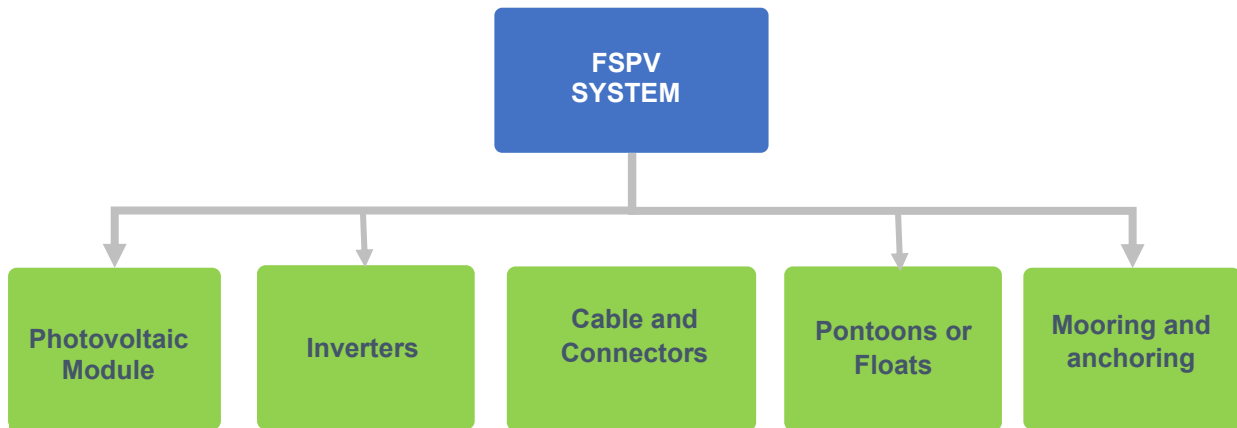 FSPV
SYSTEM
Photovoltaic
Module
Inverters
Cable and
Connectors
Pontoons or
Floats
Mooring and
anchoring